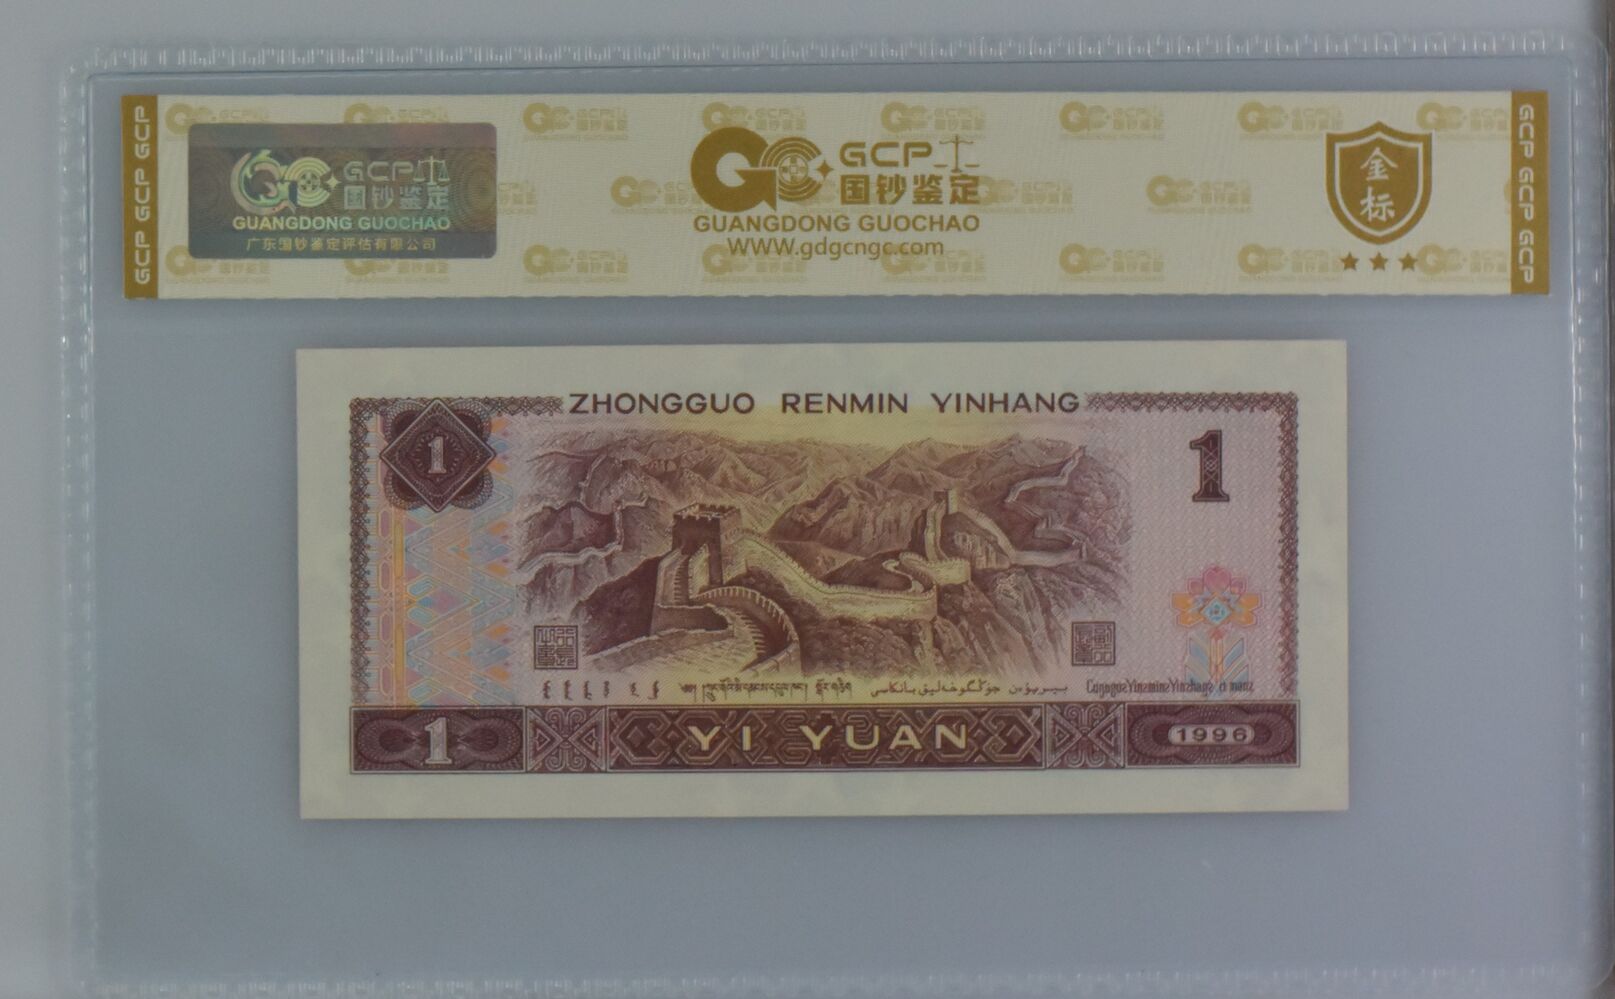 GCP GCP GCP
GCP 国钞鉴定
GUANGDONG GUOCHAO
广东国钞鉴定评估有限公司
GCP
国钞鉴定
GUANGDONG GUOCHAO
WWW.gdgcngc.com
金标
GCP GCP GCP
ZHONGGUO RENMIN YINHANG
1
1
1
YI YUAN
1996